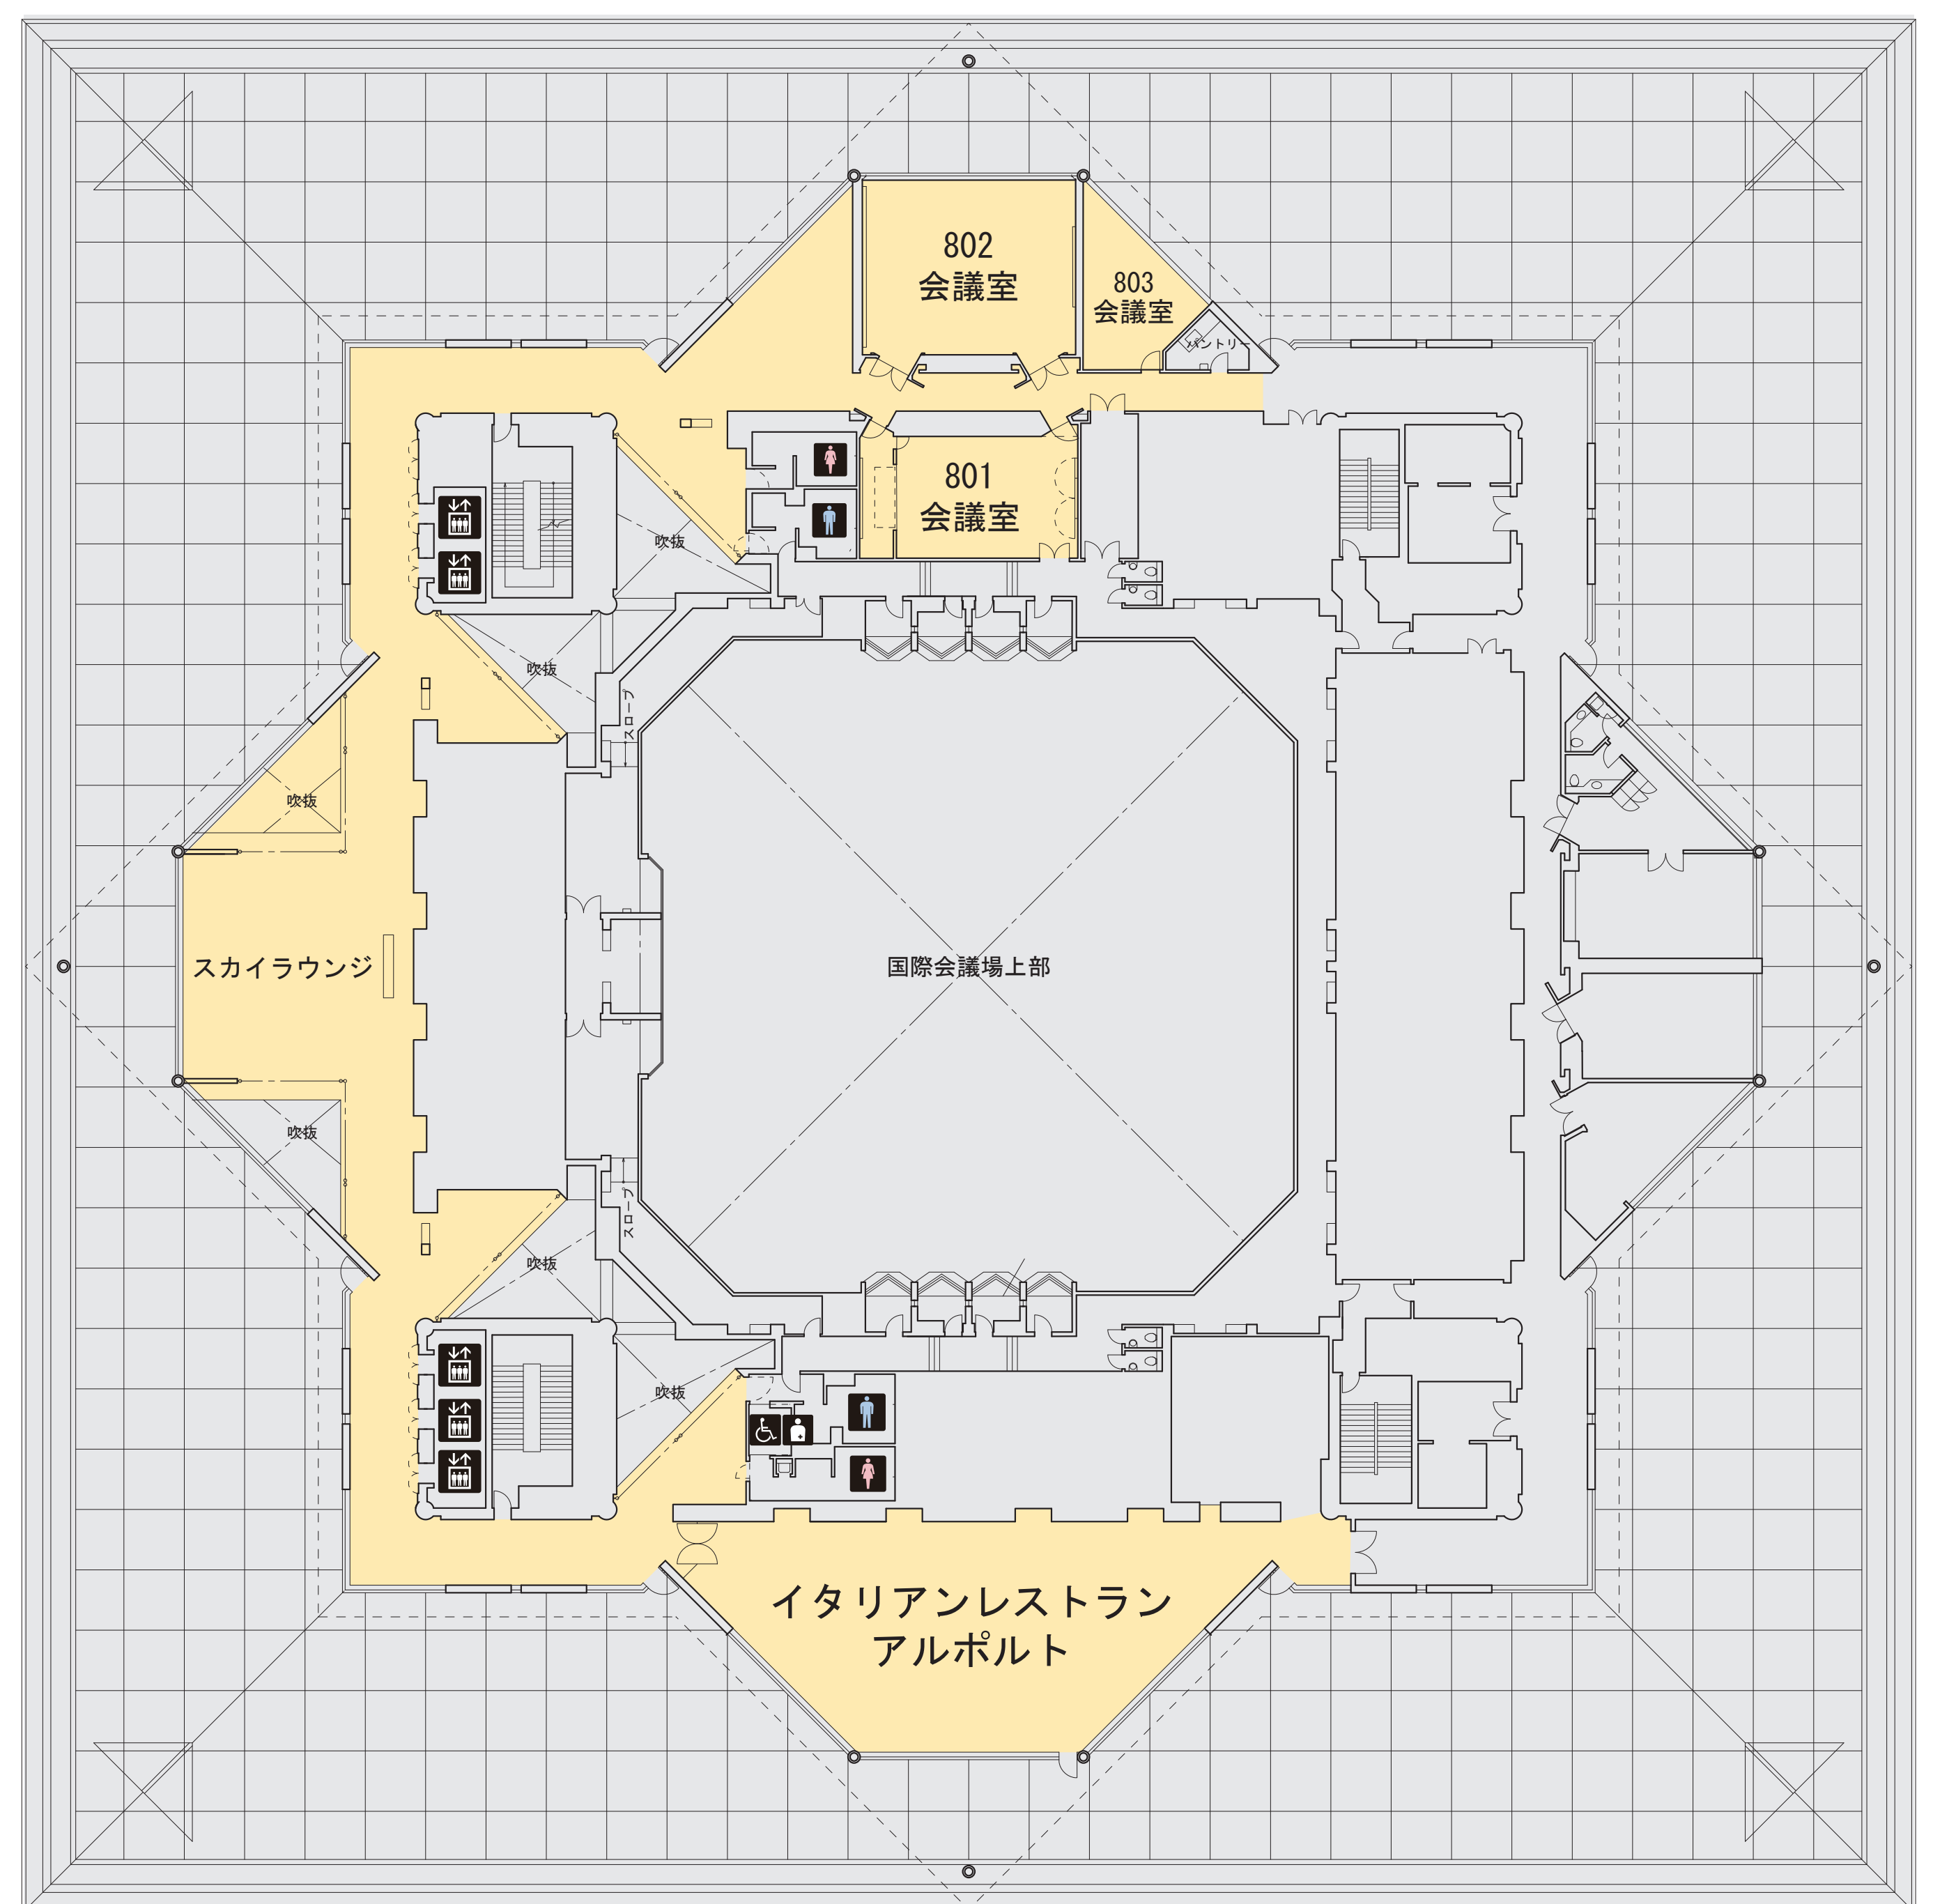 802
会議室
803
会議室
パントリー
801
会議室
吹抜
吹抜
スロープ
吹抜
スカイラウンジ
国際会議場上部
吹抜
スロープ
吹抜
吹抜
イタリアンレストラン
アルポルト